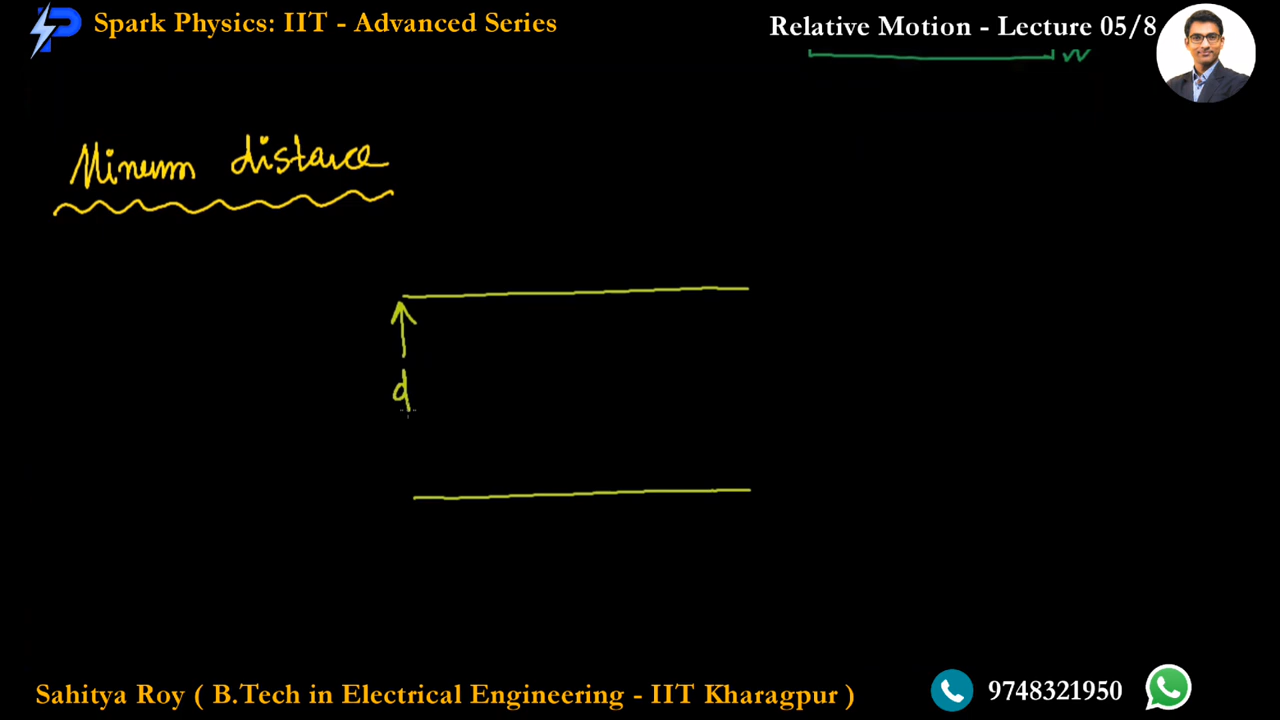 Spark Physics: IIT - Advanced Series
Relative Motion - Lecture 05/8
Minumm distance
d
Sahitya Roy ( B.Tech in Electrical Engineering - IIT Kharagpur )
9748321950